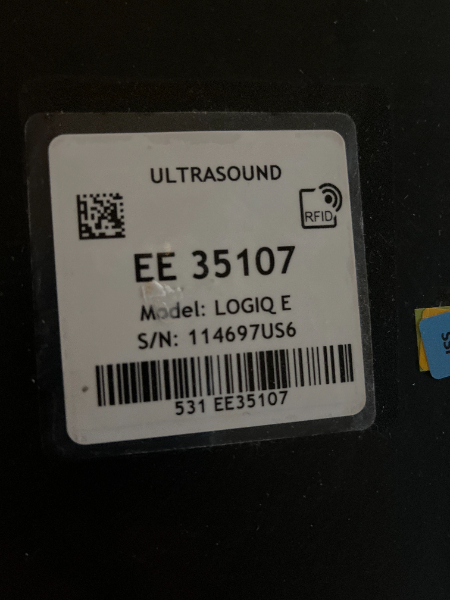 ULTRASOUND
RFID
EE 35107
Model: LOGIQ E
S/N: 114697US6
531 EE35107